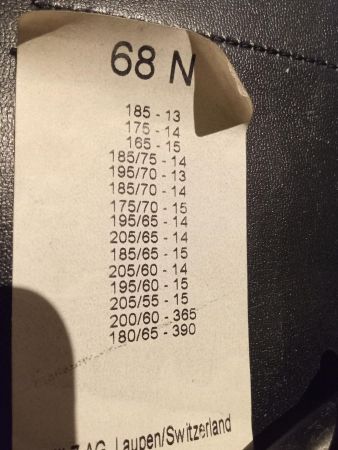 68 N
185 - 13
175 - 14
165 - 15
185/75 - 14
195/70 - 13
185/70 - 14
175/70 - 15
195/65 - 14
205/65 - 14
185/65 - 15
205/60 - 14
195/60 - 15
205/55 - 15
200/60 - 365
180/65 - 390
AG, Laupen/Switzerland